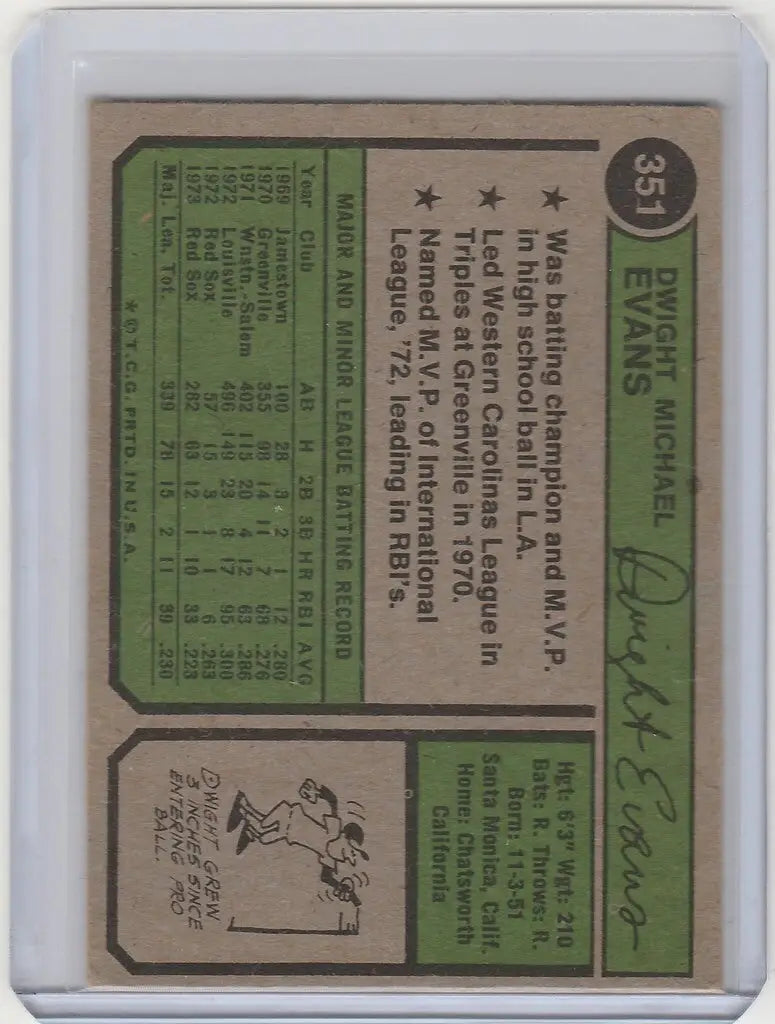 351
DWIGHT MICHAEL
EVANS
Dwight Evans
★ Was batting champion and M.V.P.
in high school ball in L.A.
★ Led Western Carolinas League in
Triples at Greenville in 1970.
★ Named M.V.P. of International
League, '72, leading in RBI's.
Hgt: 6'3" Wgt: 210
Bats: R. Throws: R.
Born: 11-3-51
Santa Monica, Calif.
Home: Chatsworth
California
MAJOR AND MINOR LEAGUE BATTING RECORD
Year Club AB H 2B 3B HR RBI AVG
1969 Jamestown 100 28 3 2 1 12 .280
1970 Greenville 355 98 14 11 7 68 .276
1971 Wnstn.-Salem 402 115 20 4 12 63 .286
1972 Louisville 496 149 23 8 17 95 .300
1972 Red Sox 57 15 3 1 1 6 .263
1973 Red Sox 282 63 12 1 10 33 .223
Maj. Lea. Tot. 339 78 15 2 11 39 .230
*© T.C.G. PRTD. IN U.S.A.
DWIGHT GREW
3 INCHES SINCE
ENTERING PRO
BALL.